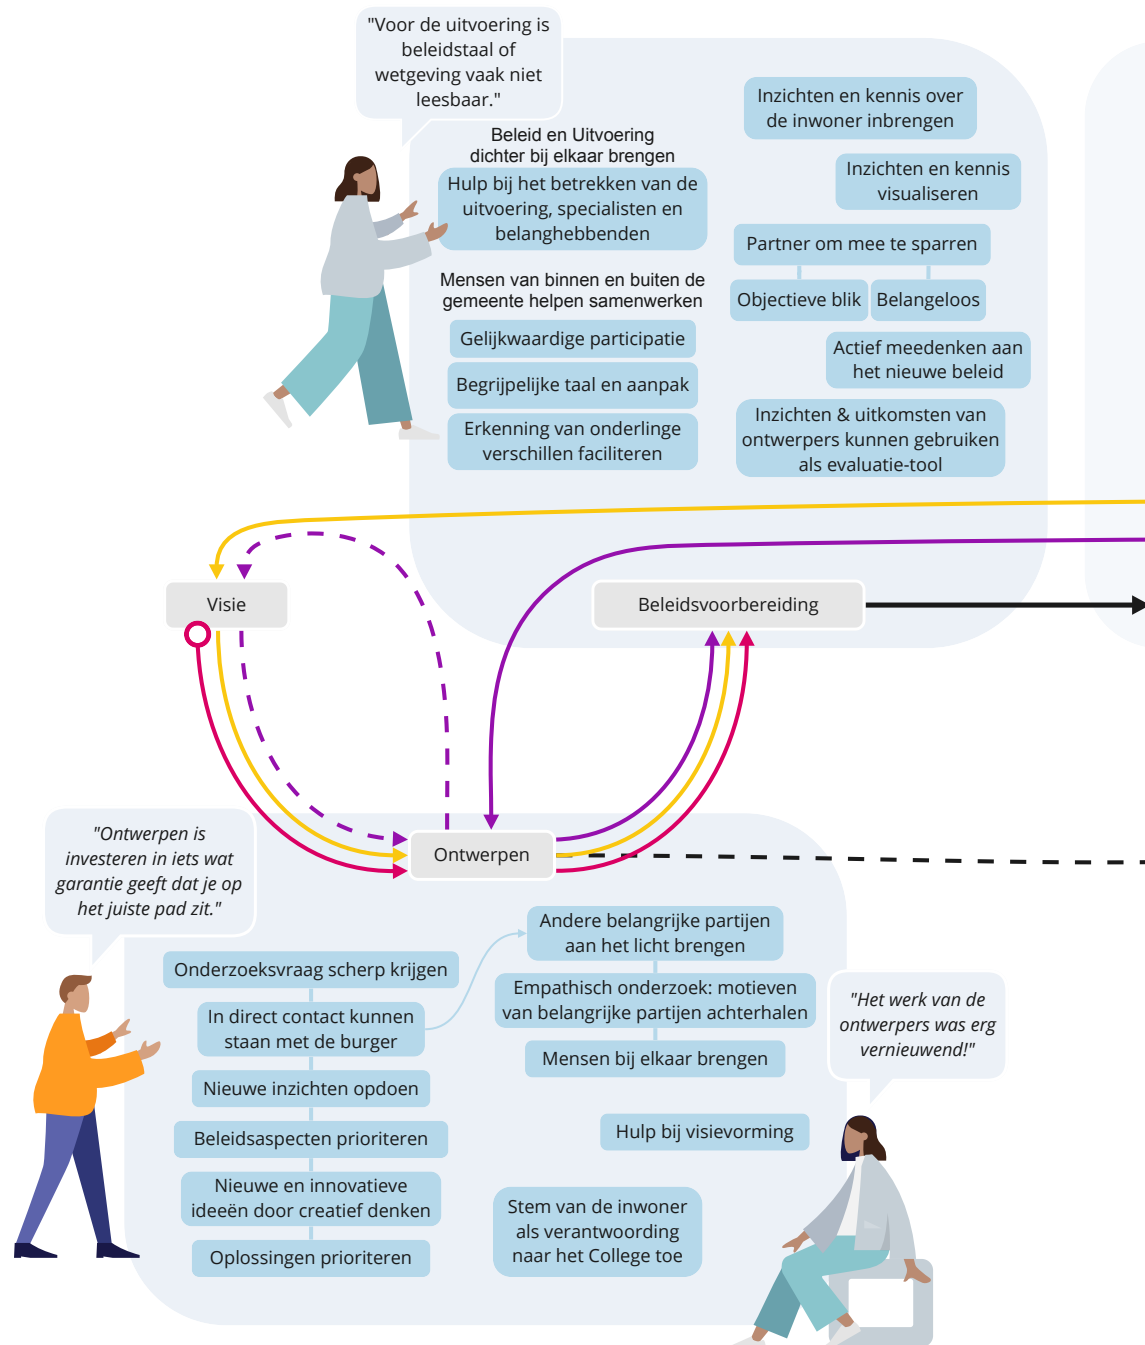 "Voor de uitvoering is
beleidstaal of
wetgeving vaak niet
leesbaar."
Beleid en Uitvoering
dichter bij elkaar brengen
Hulp bij het betrekken van de
uitvoering, specialisten en
belanghebbenden
Mensen van binnen en buiten de
gemeente helpen samenwerken
Gelijkwaardige participatie
Begrijpelijke taal en aanpak
Erkenning van onderlinge
verschillen faciliteren
Inzichten en kennis over
de inwoner inbrengen
Inzichten en kennis
visualiseren
Partner om mee te sparren
Objectieve blik
Belangeloos
Actief meedenken aan
het nieuwe beleid
Inzichten & uitkomsten van
ontwerpers kunnen gebruiken
als evaluatie-tool
Visie
Beleidsvoorbereiding
Ontwerpen
"Ontwerpen is
investeren in iets wat
garantie geeft dat je op
het juiste pad zit."
Onderzoeksvraag scherp krijgen
In direct contact kunnen
staan met de burger
Nieuwe inzichten opdoen
Beleidsaspecten prioriteren
Nieuwe en innovatieve
ideeën door creatief denken
Oplossingen prioriteren
Andere belangrijke partijen
aan het licht brengen
Empathisch onderzoek: motieven
van belangrijke partijen achterhalen
Mensen bij elkaar brengen
Hulp bij visievorming
Stem van de inwoner
als verantwoording
naar het College toe
"Het werk van de
ontwerpers was erg
vernieuwend!"